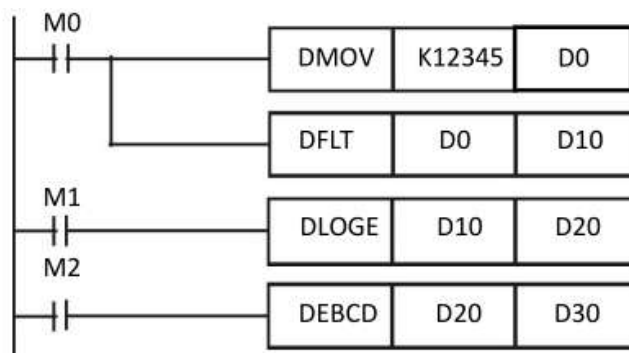 M0
DMOV K12345 D0
DFLT D0 D10
M1
DLOGE D10 D20
M2
DEBCD D20 D30